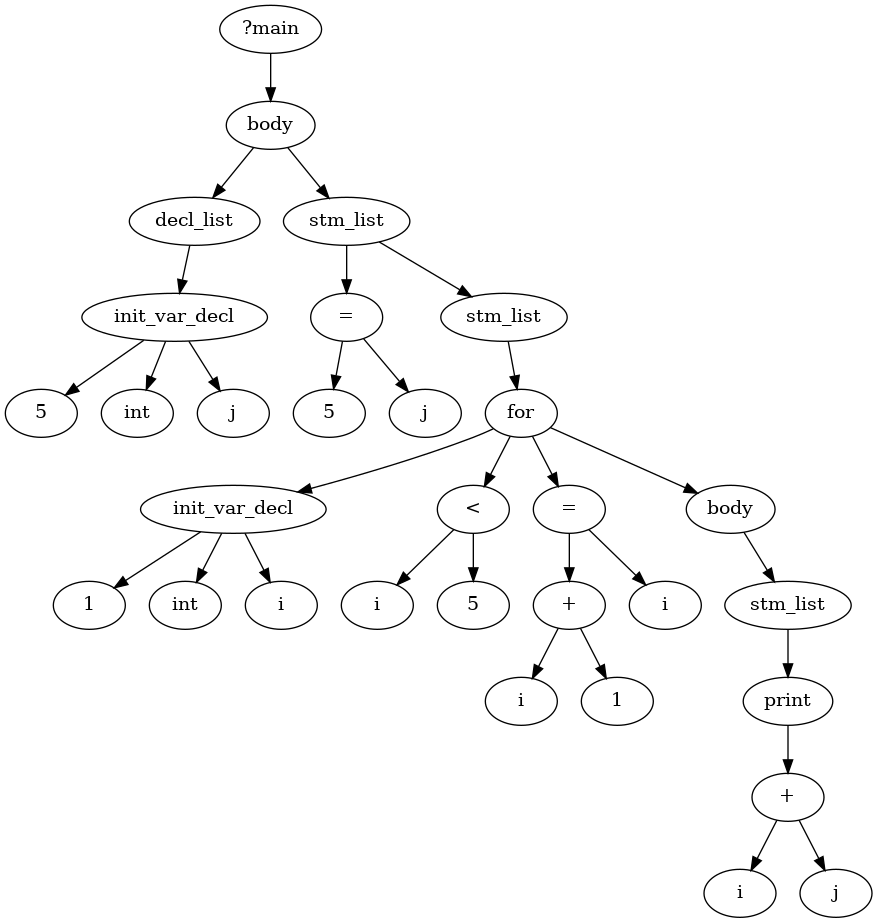 ?main
body
decl_list stm_list
init_var_decl = stm_list
5 int j 5 j for
init_var_decl < = body
1 int i i 5 + i stm_list
i 1 print
+
i j